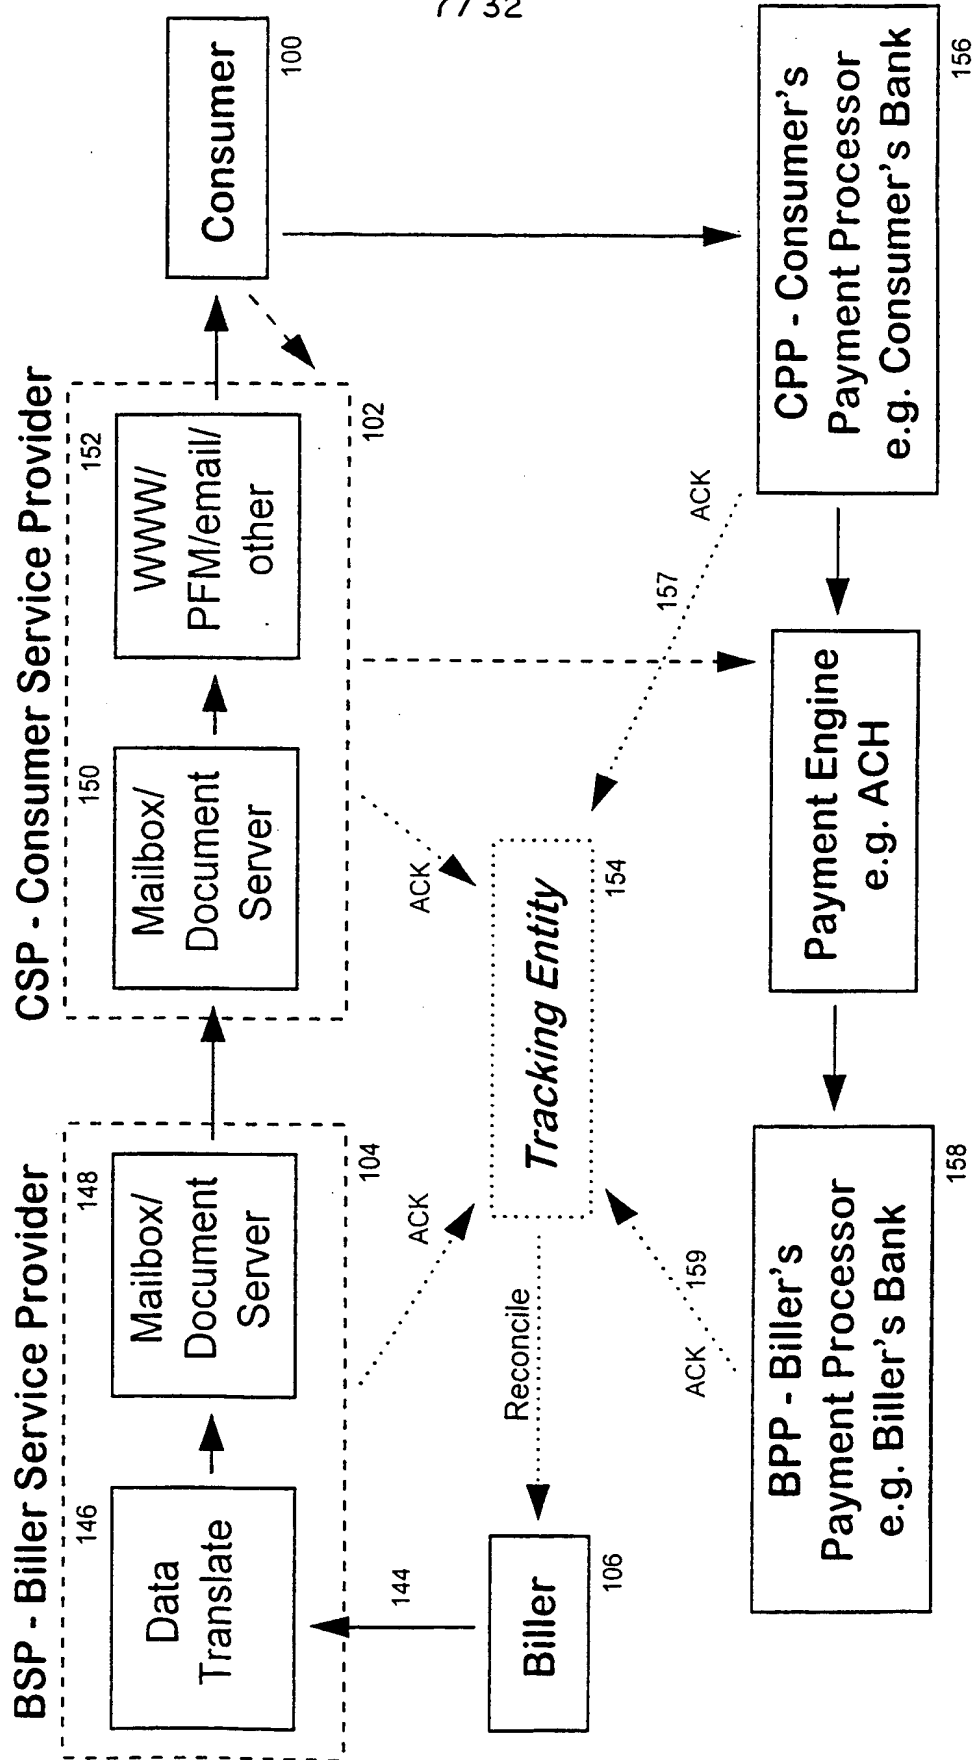 7/32
BSP - Biller Service Provider
146
Data
Translate
148
Mailbox/
Document
Server
104
CSP - Consumer Service Provider
150
Mailbox/
Document
Server
152
WWW/
PFM/email/
other
102
Consumer
100
144
Biller
106
Reconcile
ACK
ACK
Tracking Entity
154
ACK
159
157
ACK
BPP - Biller's
Payment Processor
e.g. Biller's Bank
158
Payment Engine
e.g. ACH
CPP - Consumer's
Payment Processor
e.g. Consumer's Bank
156